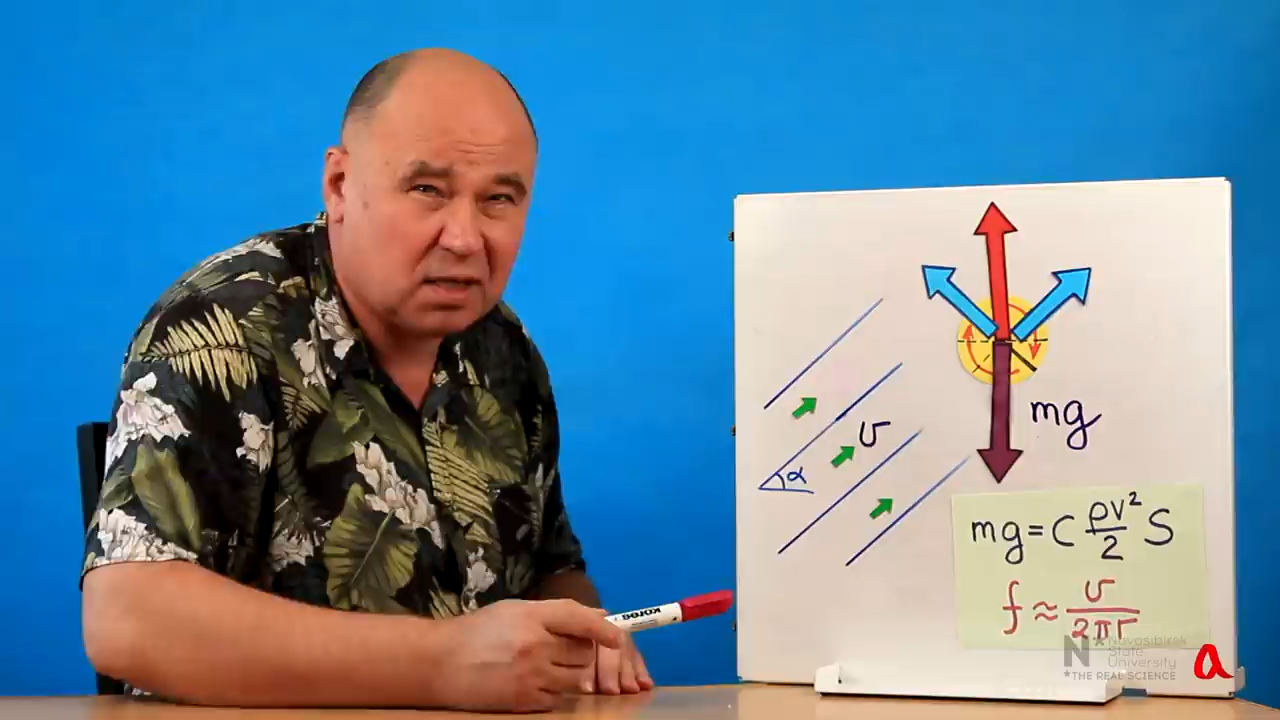 mg
υ
α
mg = C ρv²/2 S
f ≈ υ/2πr
KORES
N*
Novosibirsk
State
University
*THE REAL SCIENCE
a